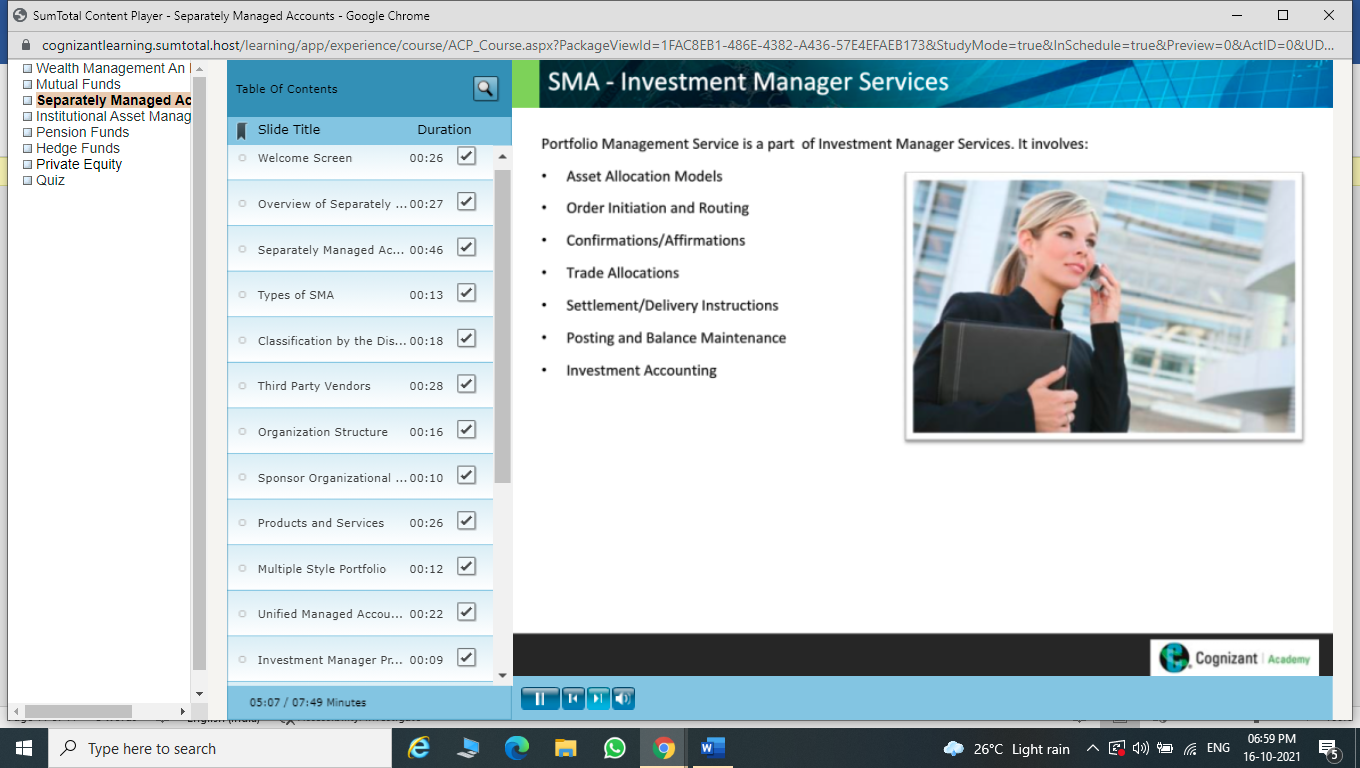 SumTotal Content Player - Separately Managed Accounts - Google Chrome
cognizantlearning.sumtotal.host/learning/app/experience/course/ACP_Course.aspx?PackageViewId=1FAC8EB1-486E-4382-A436-57E4EFAEB173&StudyMode=true&InSchedule=true&Preview=0&ActID=0&UD...
Wealth Management An
Mutual Funds
Separately Managed Ac
Institutional Asset Manag
Pension Funds
Hedge Funds
Private Equity
Quiz
Table Of Contents
Slide Title Duration
Welcome Screen 00:26
Overview of Separately ... 00:27
Separately Managed Ac... 00:46
Types of SMA 00:13
Classification by the Dis... 00:18
Third Party Vendors 00:28
Organization Structure 00:16
Sponsor Organizational ... 00:10
Products and Services 00:26
Multiple Style Portfolio 00:12
Unified Managed Accou... 00:22
Investment Manager Pr... 00:09
05:07 / 07:49 Minutes
SMA - Investment Manager Services
Portfolio Management Service is a part of Investment Manager Services. It involves:
• Asset Allocation Models
• Order Initiation and Routing
• Confirmations/Affirmations
• Trade Allocations
• Settlement/Delivery Instructions
• Posting and Balance Maintenance
• Investment Accounting
Cognizant | Academy
Type here to search
26°C Light rain
ENG
06:59 PM
16-10-2021
5